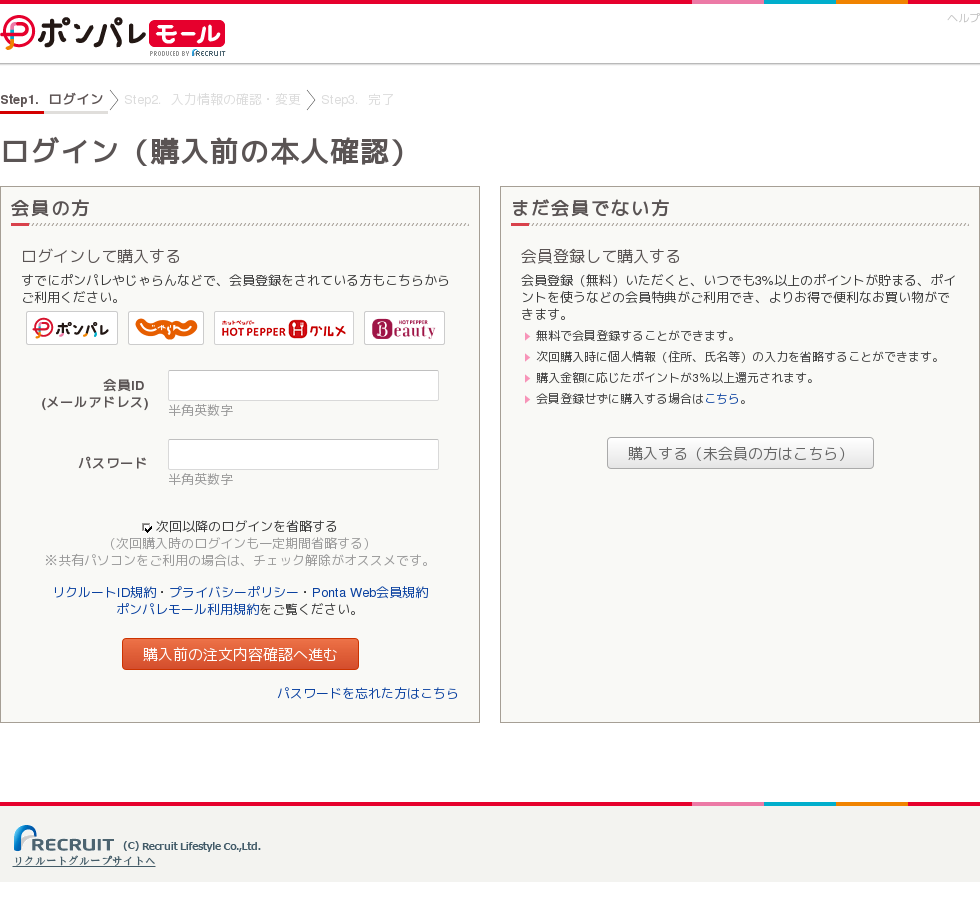 ヘルプ
ポンパレモール
PRODUCED BY RECRUIT
Step1. ログイン Step2. 入力情報の確認・変更 Step3. 完了
ログイン（購入前の本人確認）
会員の方
ログインして購入する
すでにポンパレやじゃらんなどで、会員登録をされている方もこちらから
ご利用ください。
ポンパレ じゃらん ホットペッパー HOT PEPPER グルメ HOT PEPPER Beauty
会員ID
(メールアドレス)
半角英数字
パスワード
半角英数字
次回以降のログインを省略する
（次回購入時のログインも一定期間省略する）
※共有パソコンをご利用の場合は、チェック解除がオススメです。
リクルートID規約・プライバシーポリシー・Ponta Web会員規約
ポンパレモール利用規約をご覧ください。
購入前の注文内容確認へ進む
パスワードを忘れた方はこちら
まだ会員でない方
会員登録して購入する
会員登録（無料）いただくと、いつでも3%以上のポイントが貯まる、ポイ
ントを使うなどの会員特典がご利用でき、よりお得で便利なお買い物がで
きます。
無料で会員登録することができます。
次回購入時に個人情報（住所、氏名等）の入力を省略することができます。
購入金額に応じたポイントが3％以上還元されます。
会員登録せずに購入する場合はこちら。
購入する（未会員の方はこちら）
RECRUIT (C) Recruit Lifestyle Co.,Ltd.
リクルートグループサイトへ